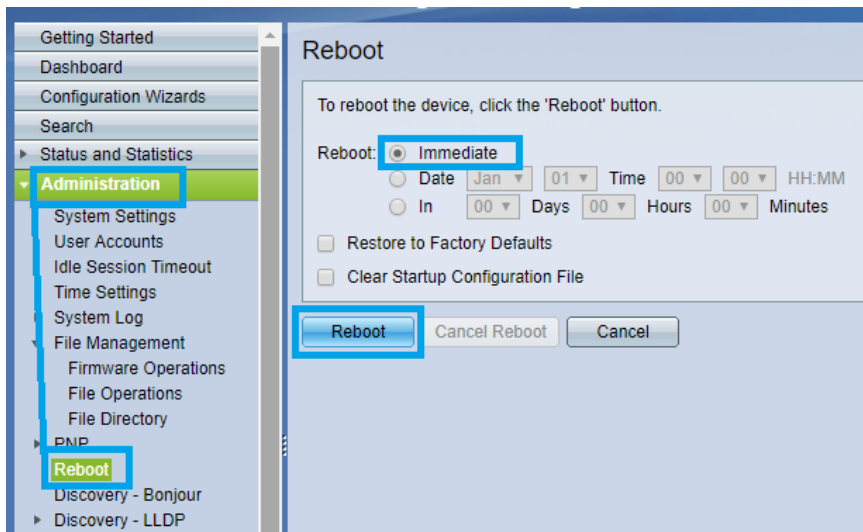 Getting Started
Dashboard
Configuration Wizards
Search
Status and Statistics
Administration
System Settings
User Accounts
Idle Session Timeout
Time Settings
System Log
File Management
Firmware Operations
File Operations
File Directory
PNP
Reboot
Discovery - Bonjour
Discovery - LLDP
Reboot
To reboot the device, click the 'Reboot' button.
Reboot: Immediate
Date Jan 01 Time 00 00 HH:MM
In 00 Days 00 Hours 00 Minutes
Restore to Factory Defaults
Clear Startup Configuration File
Reboot Cancel Reboot Cancel